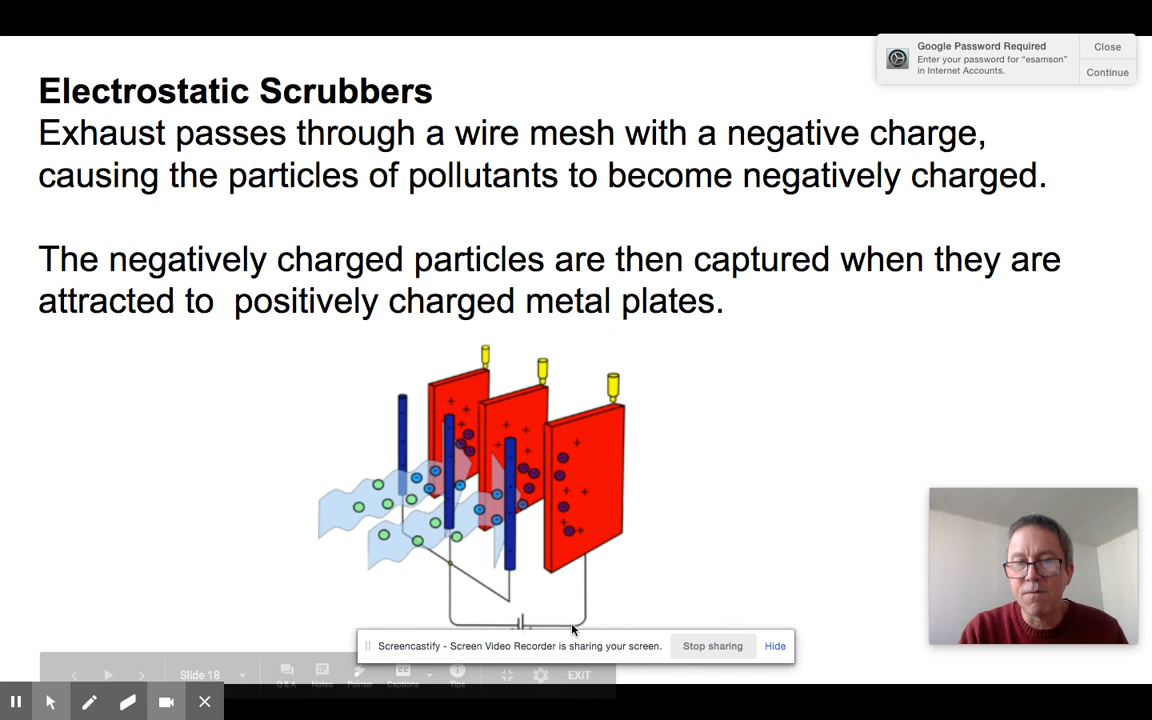 Google Password Required
Close
Enter your password for "esamson"
in Internet Accounts.
Continue
Electrostatic Scrubbers
Exhaust passes through a wire mesh with a negative charge,
causing the particles of pollutants to become negatively charged.
The negatively charged particles are then captured when they are
attracted to positively charged metal plates.
Screencastify - Screen Video Recorder is sharing your screen.
Stop sharing
Hide
Slide 18
Q & A
Notes
Pointer
Captions
Tips
EXIT